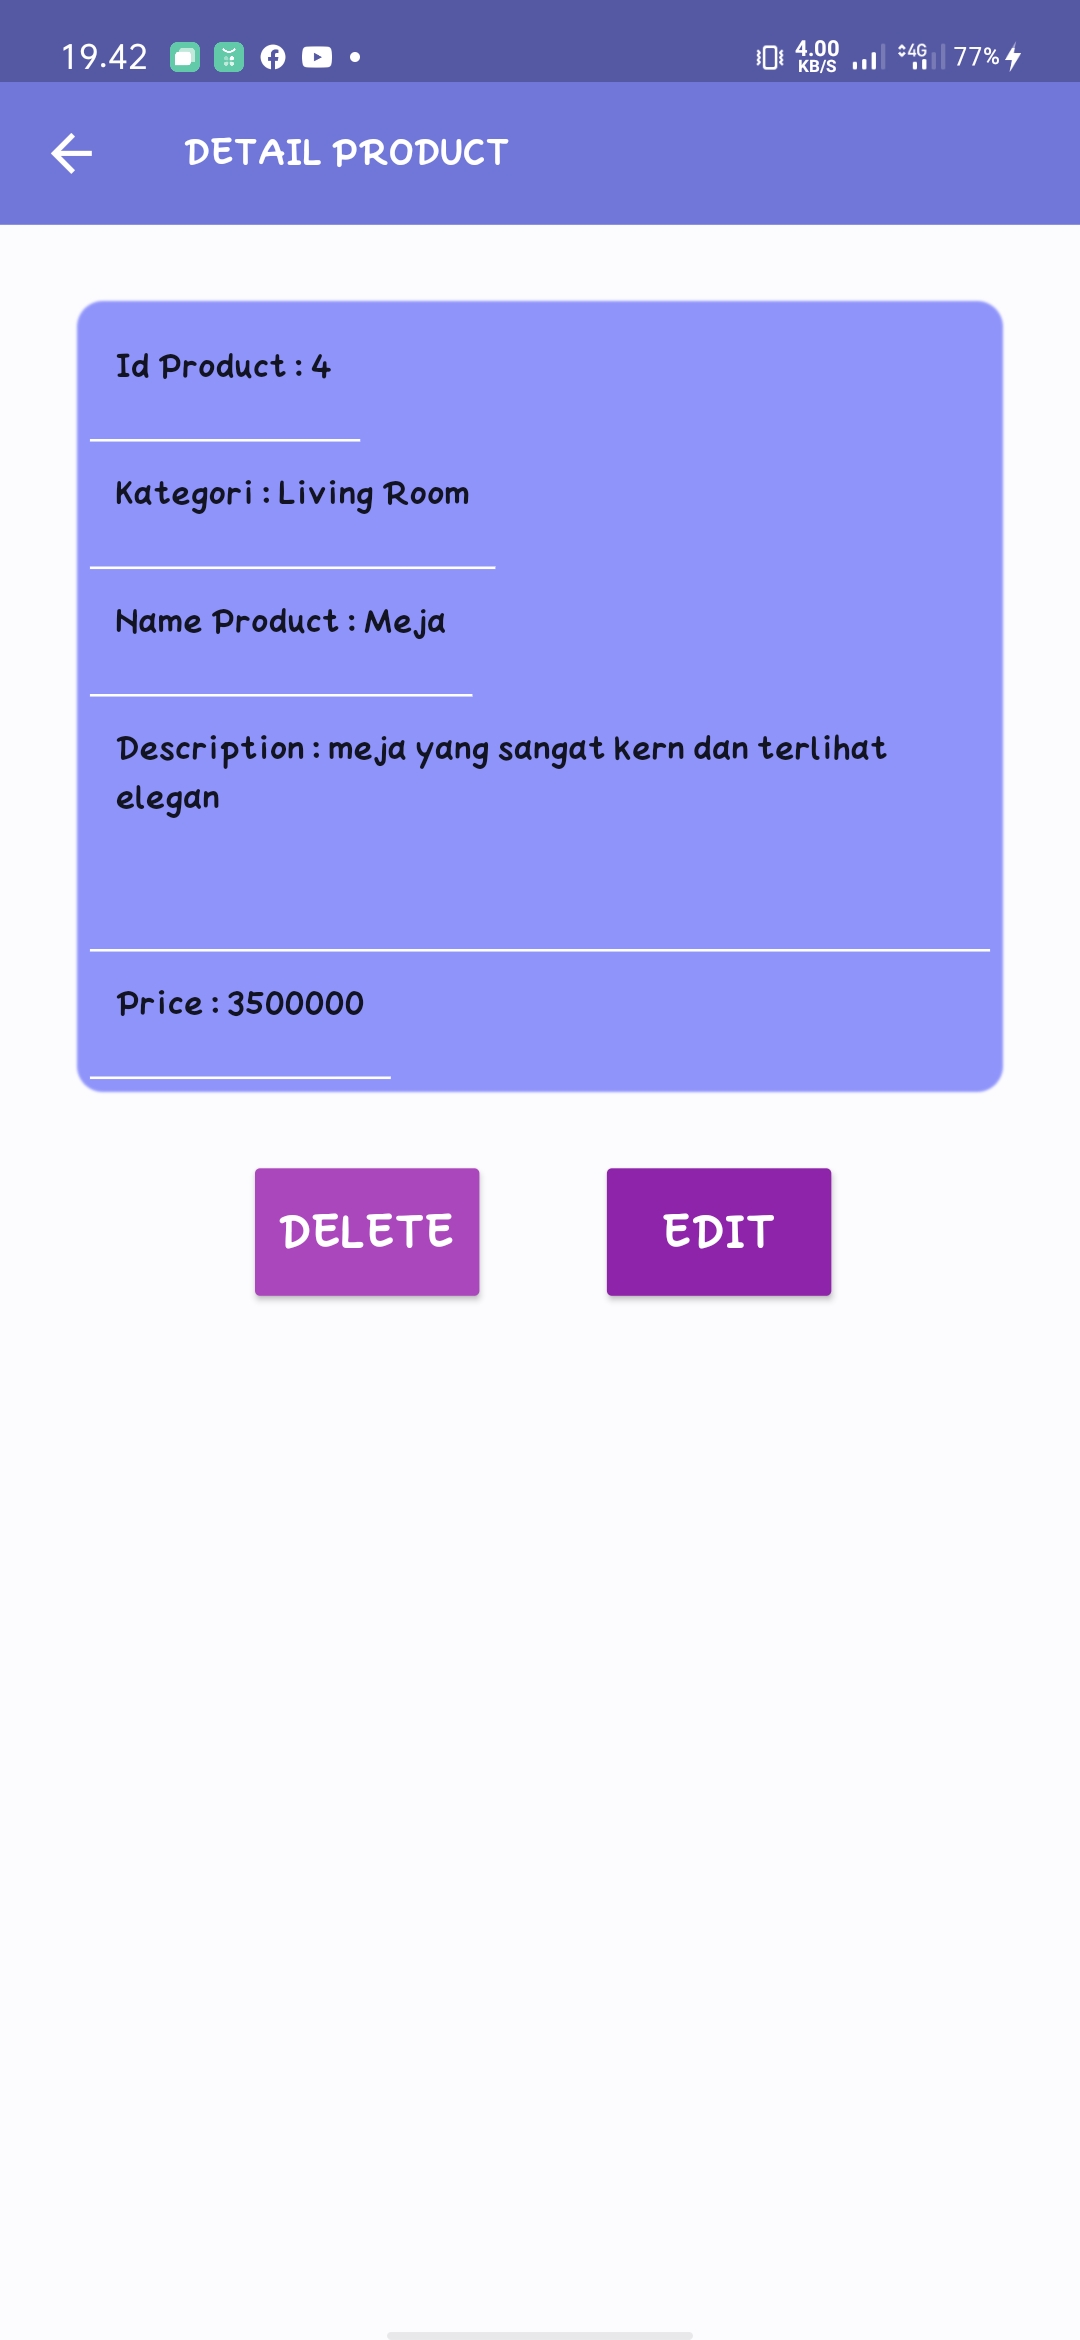 19.42
4.00
KB/S
4G
77%
DETAIL PRODUCT
Id Product : 4
Kategori : Living Room
Name Product : Meja
Description : meja yang sangat kern dan terlihat
elegan
Price : 3500000
DELETE
EDIT